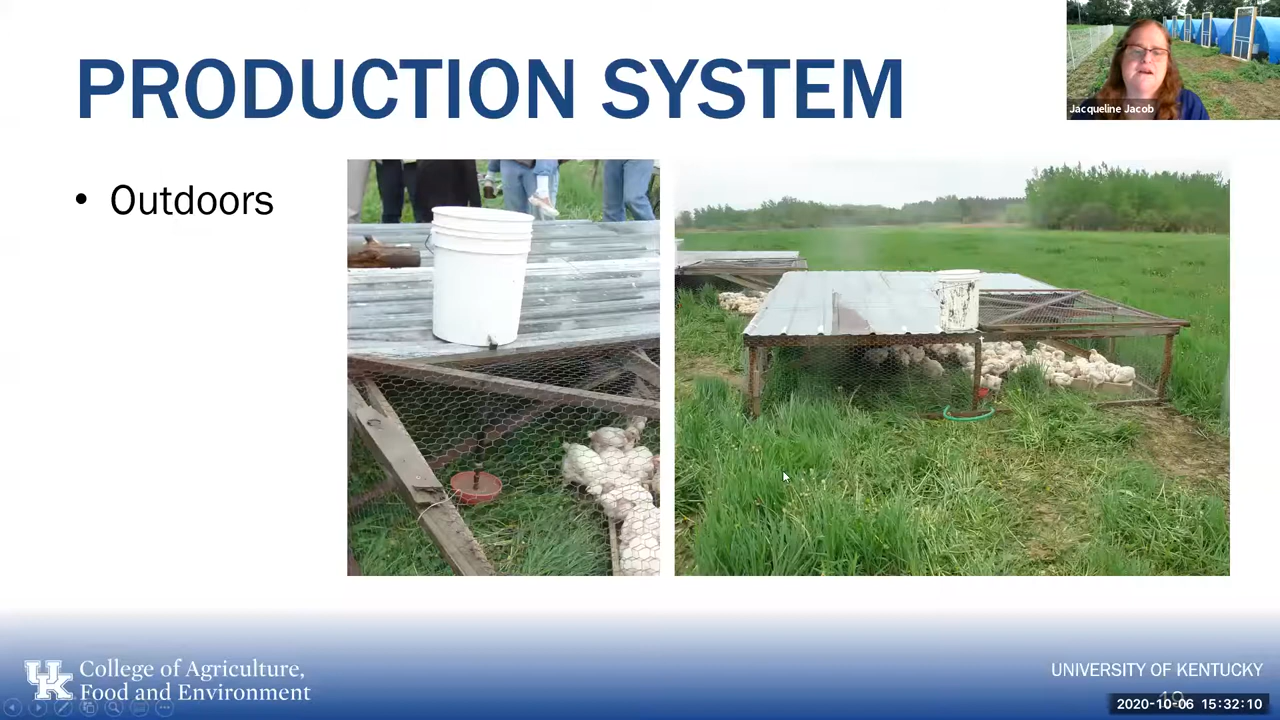 PRODUCTION SYSTEM
Jacqueline Jacob
• Outdoors
UK
College of Agriculture,
Food and Environment
UNIVERSITY OF KENTUCKY
2020-10-06 15:32:10